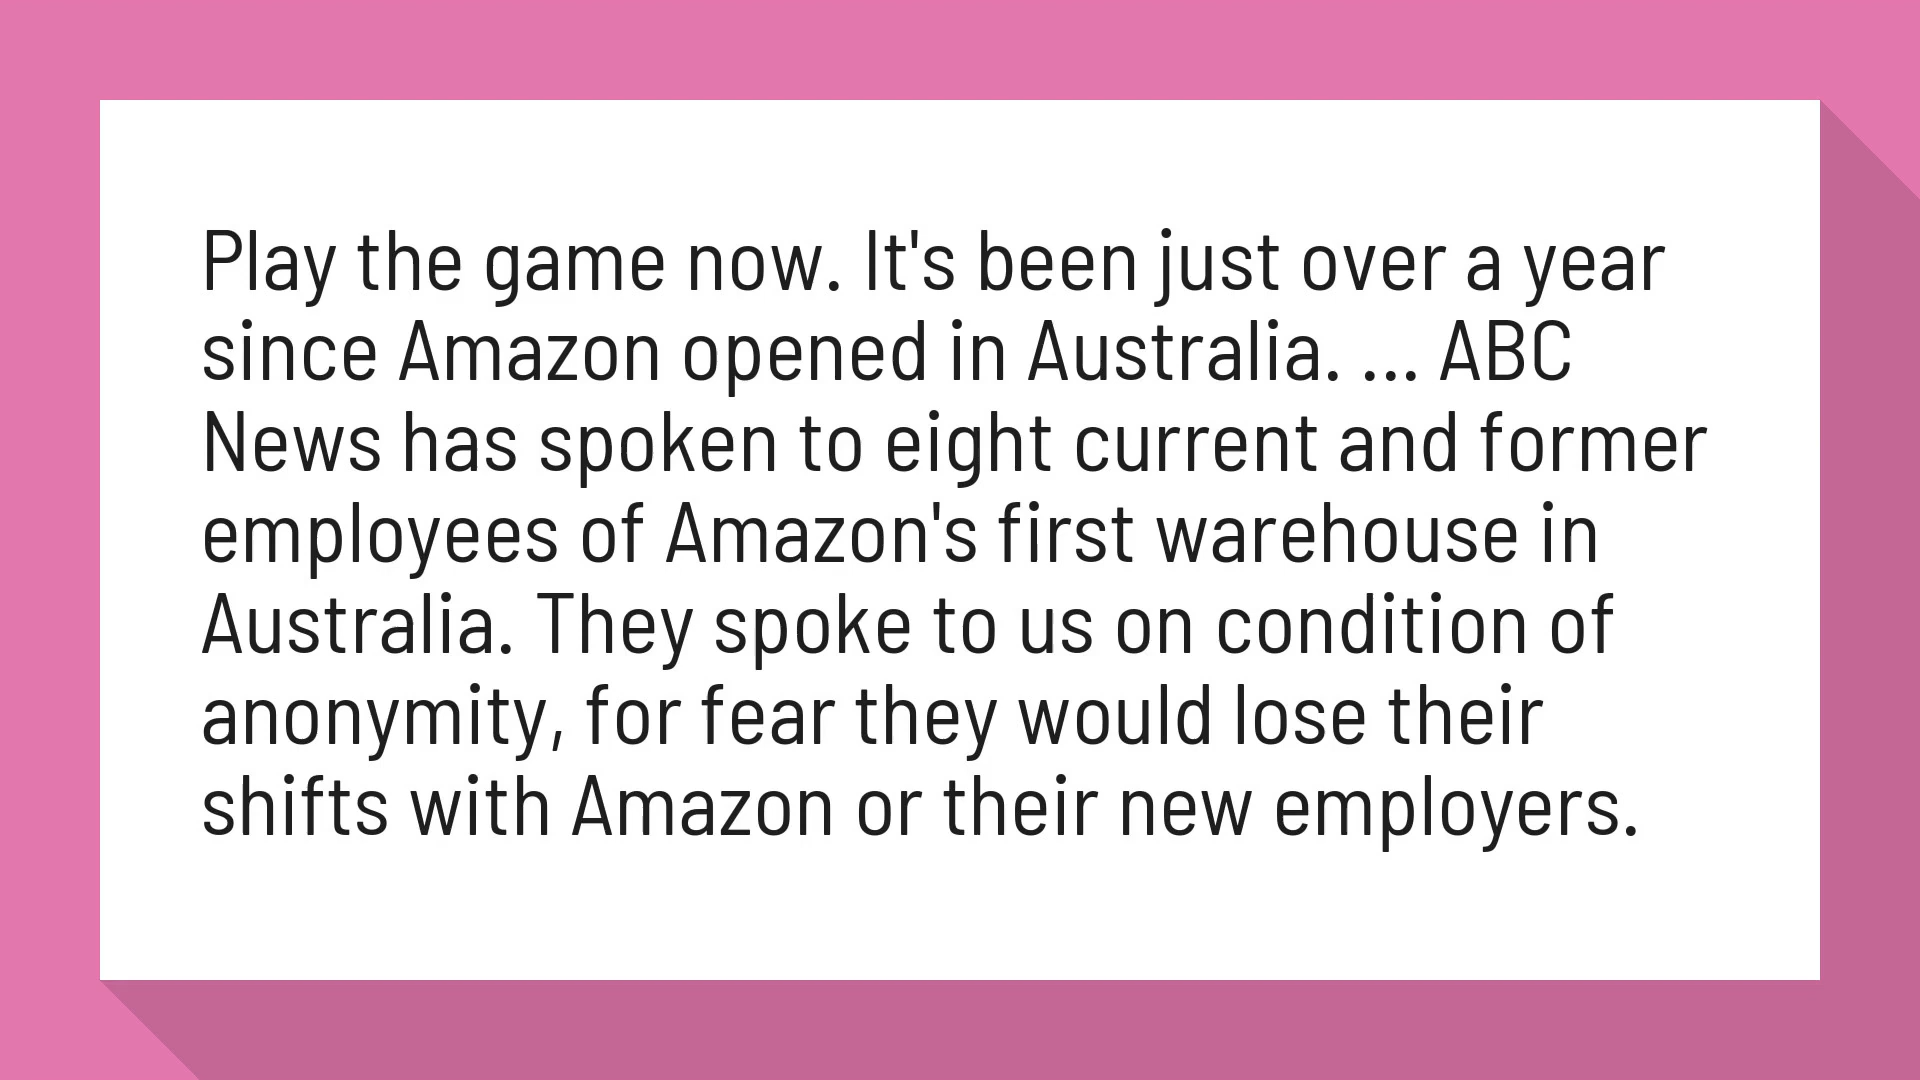 Play the game now. It's been just over a year
since Amazon opened in Australia. ... ABC
News has spoken to eight current and former
employees of Amazon's first warehouse in
Australia. They spoke to us on condition of
anonymity, for fear they would lose their
shifts with Amazon or their new employers.